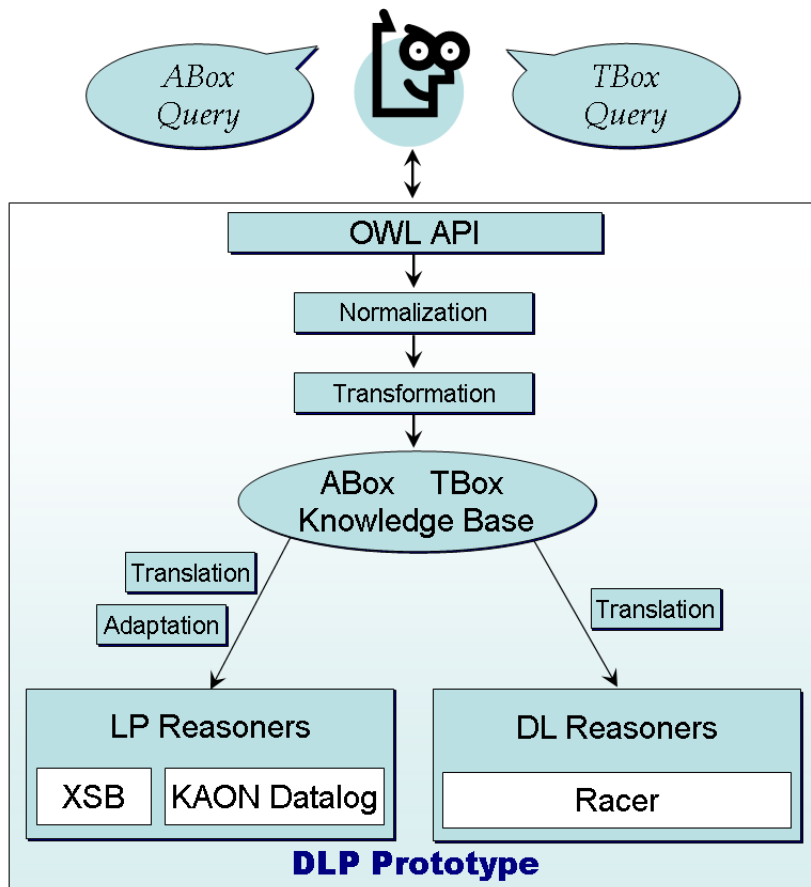 ABox
Query
TBox
Query
OWL API
Normalization
Transformation
ABox TBox
Knowledge Base
Translation
Adaptation
Translation
LP Reasoners
XSB
KAON Datalog
DL Reasoners
Racer
DLP Prototype